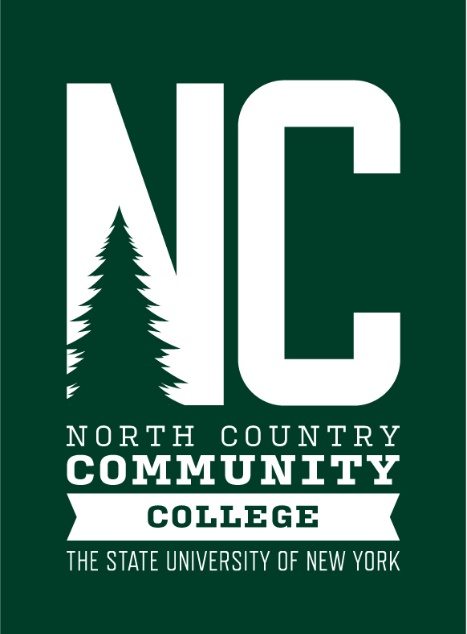 NC
NORTH COUNTRY
COMMUNITY
COLLEGE
THE STATE UNIVERSITY OF NEW YORK